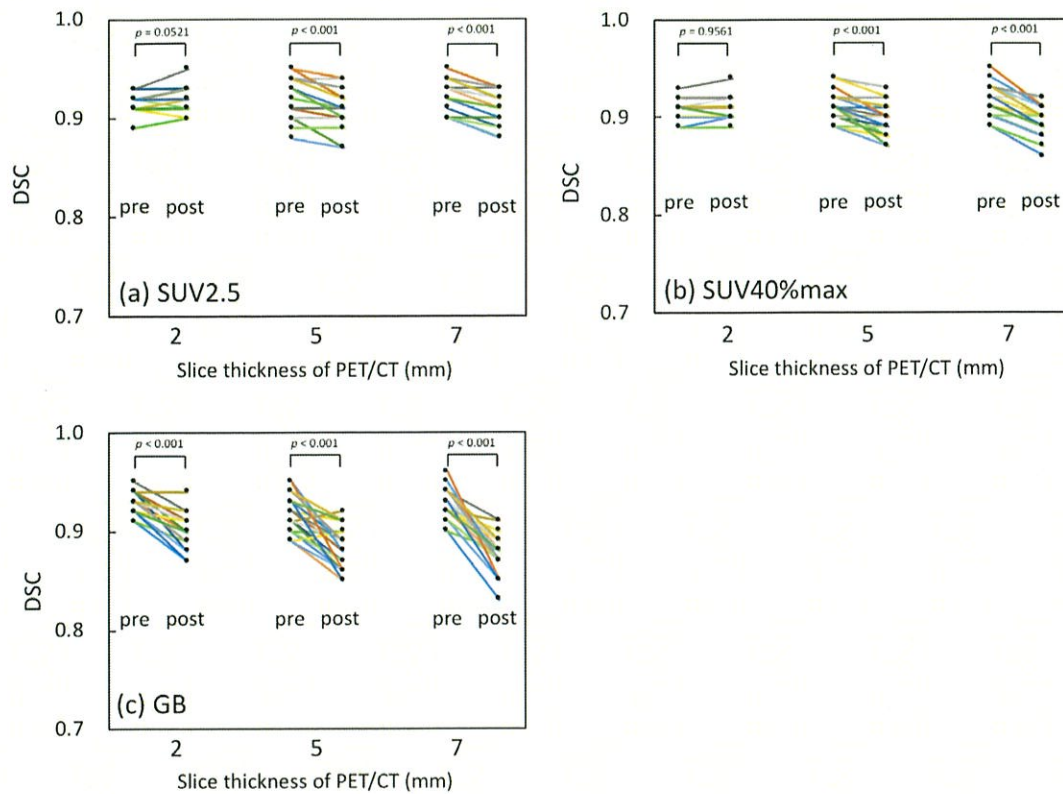 1.0
p = 0.0521 p < 0.001 p < 0.001
0.9
DSC
pre post pre post pre post
0.8
(a) SUV2.5
0.7
2 5 7
Slice thickness of PET/CT (mm)
1.0
p = 0.9561 p < 0.001 p < 0.001
0.9
DSC
pre post pre post pre post
0.8
(b) SUV40%max
0.7
2 5 7
Slice thickness of PET/CT (mm)
1.0
p < 0.001 p < 0.001 p < 0.001
0.9
DSC
pre post pre post pre post
0.8
(c) GB
0.7
2 5 7
Slice thickness of PET/CT (mm)